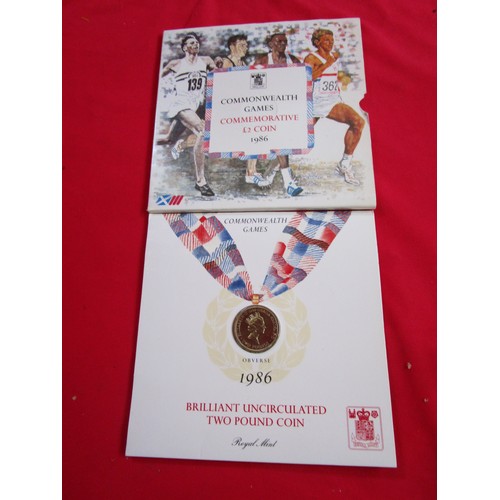 139
361
COMMONWEALTH
GAMES
COMMEMORATIVE
£2 COIN
1986
COMMONWEALTH
GAMES
OBVERSE
1986
BRILLIANT UNCIRCULATED
TWO POUND COIN
Royal Mint